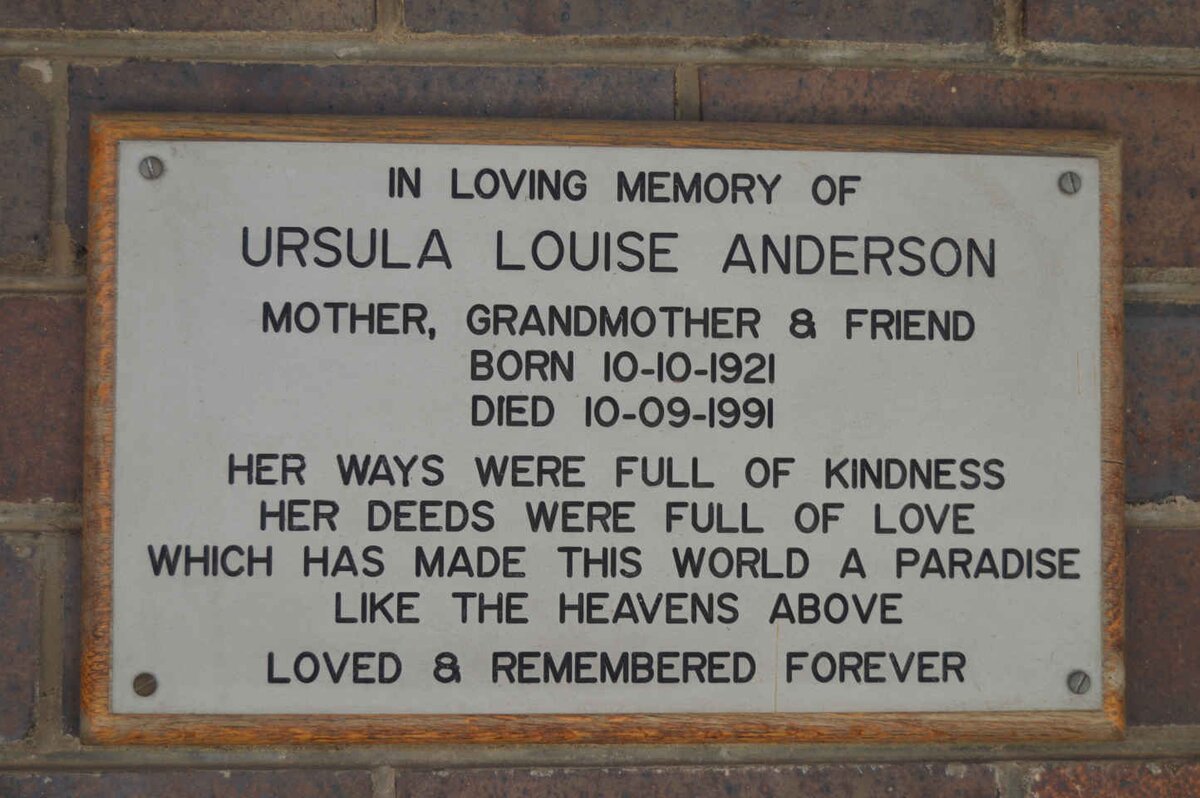 IN LOVING MEMORY OF
URSULA LOUISE ANDERSON
MOTHER, GRANDMOTHER & FRIEND
BORN 10-10-1921
DIED 10-09-1991
HER WAYS WERE FULL OF KINDNESS
HER DEEDS WERE FULL OF LOVE
WHICH HAS MADE THIS WORLD A PARADISE
LIKE THE HEAVENS ABOVE
LOVED & REMEMBERED FOREVER